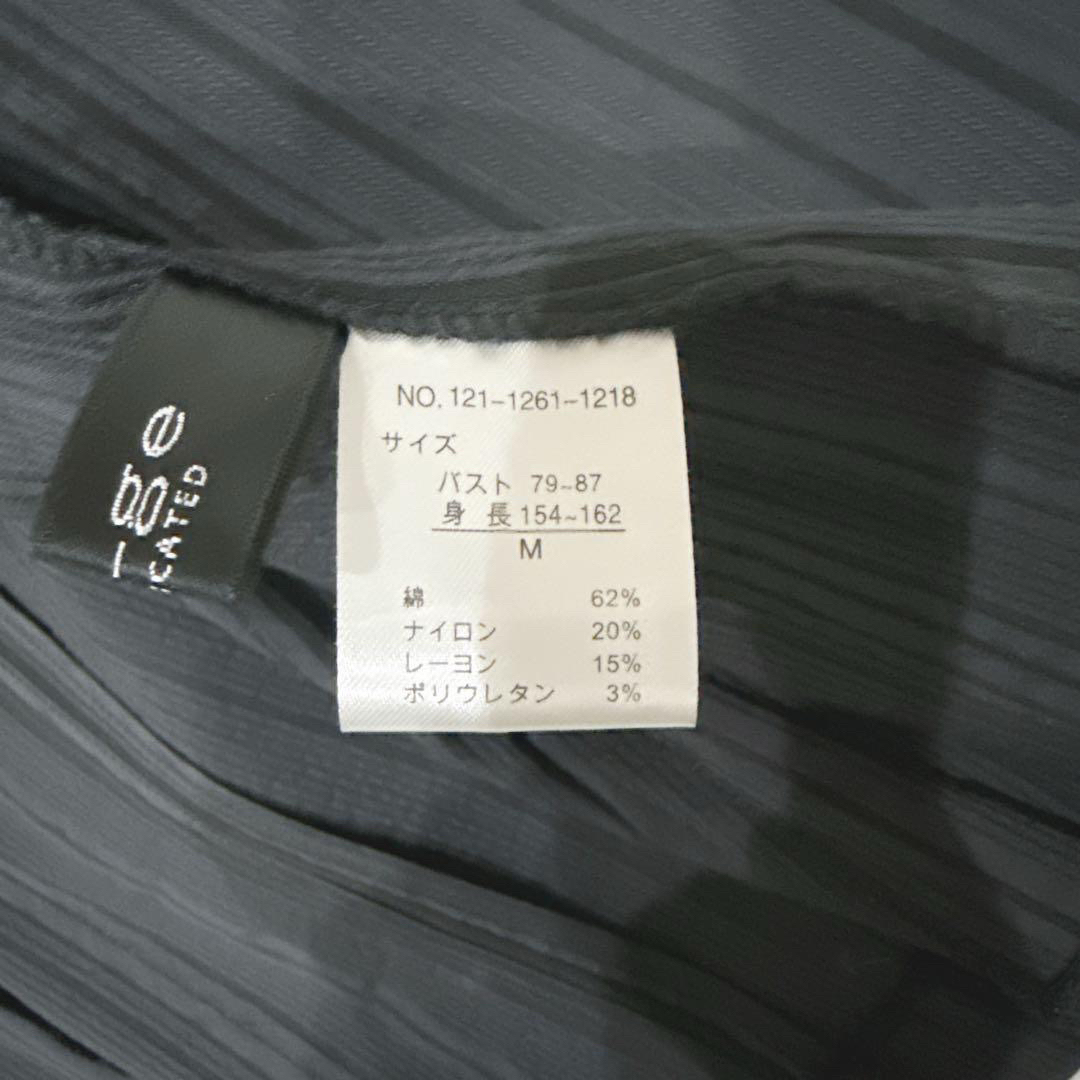 NO. 121-1261-1218
サイズ
バスト 79~87
身 長 154~162
M
綿 62%
ナイロン 20%
レーヨン 15%
ポリウレタン 3%